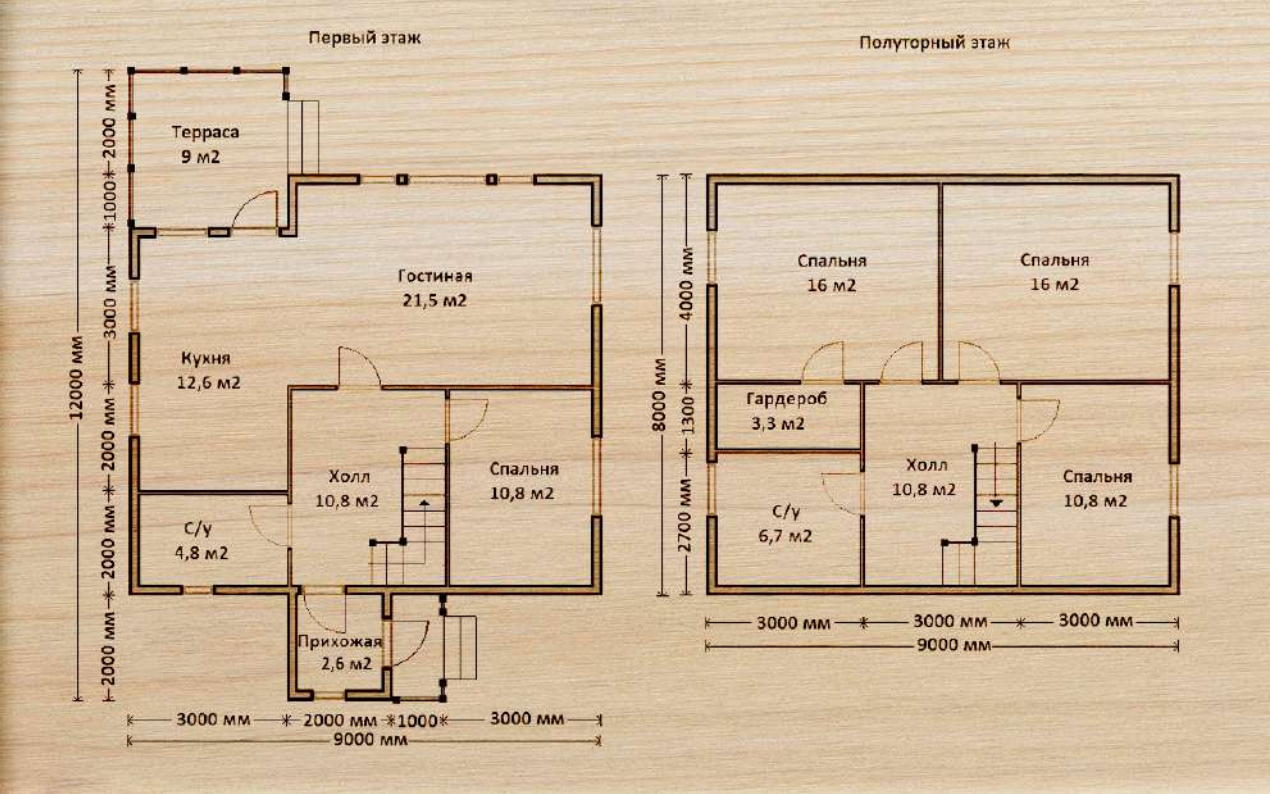 Первый этаж
Полуторный этаж
Терраса
9 м2
Гостиная
21,5 м2
Кухня
12,6 м2
Холл
10,8 м2
Спальня
10,8 м2
С/у
4,8 м2
Прихожая
2,6 м2
2000 мм
1000
3000 мм
2000 мм
2000 мм
2000 мм
12000 мм
3000 мм
2000 мм
1000
3000 мм
9000 мм
Спальня
16 м2
Спальня
16 м2
Гардероб
3,3 м2
Холл
10,8 м2
Спальня
10,8 м2
С/у
6,7 м2
4000 мм
1300
2700 мм
8000 мм
3000 мм
3000 мм
3000 мм
9000 мм